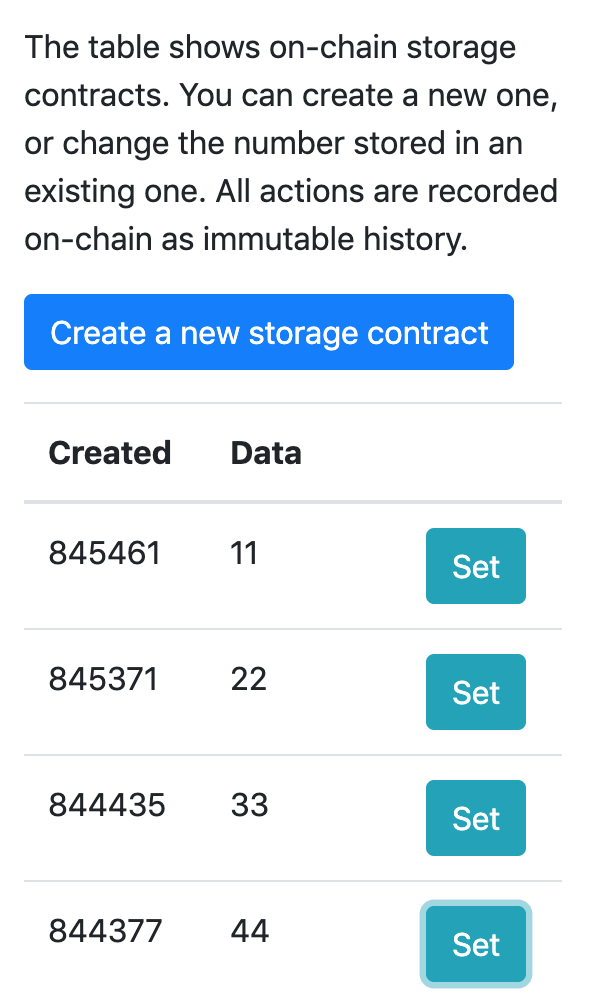 The table shows on-chain storage
contracts. You can create a new one,
or change the number stored in an
existing one. All actions are recorded
on-chain as immutable history.
Create a new storage contract
Created Data
845461 11 Set
845371 22 Set
844435 33 Set
844377 44 Set